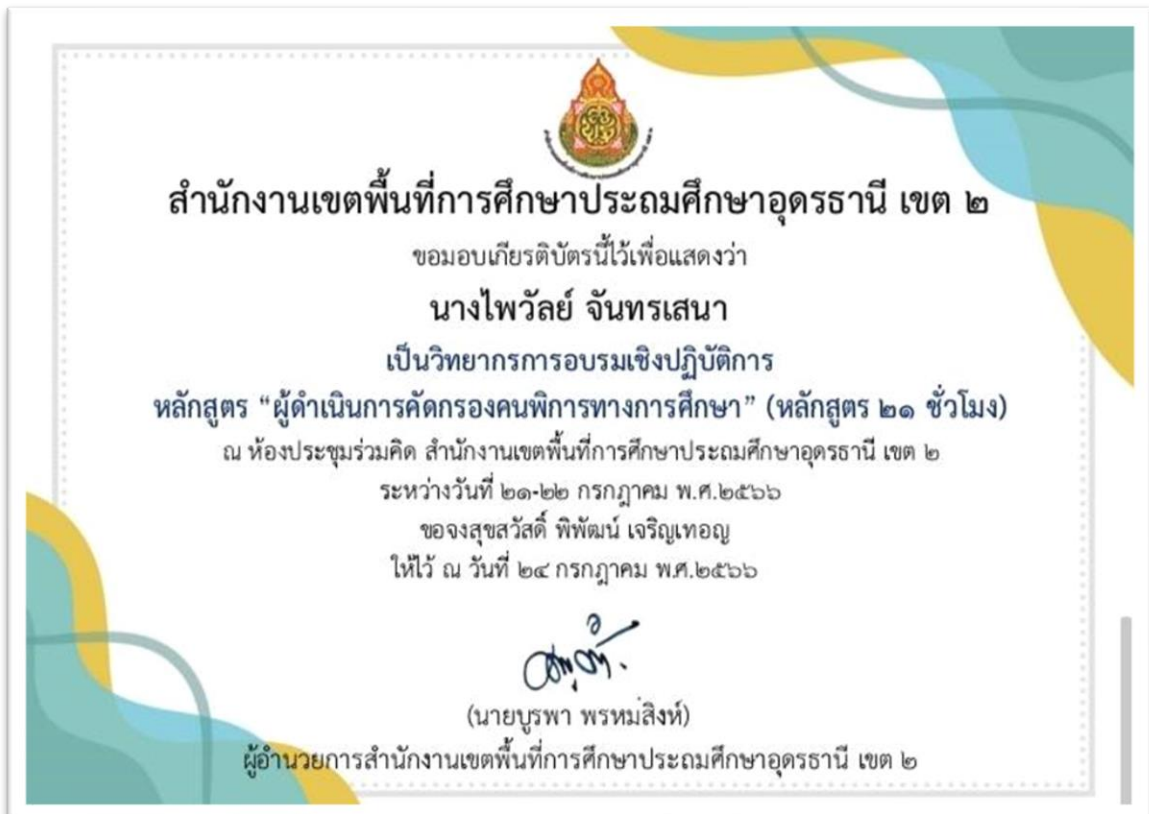 สำนักงานเขตพื้นที่การศึกษาประถมศึกษาอุดรธานี เขต ๒
ขอมอบเกียรติบัตรนี้ไว้เพื่อแสดงว่า
นางไพวัลย์ จันทรเสนา
เป็นวิทยากรการอบรมเชิงปฏิบัติการ
หลักสูตร “ผู้ดำเนินการคัดกรองคนพิการทางการศึกษา” (หลักสูตร ๒๑ ชั่วโมง)
ณ ห้องประชุมร่วมคิด สำนักงานเขตพื้นที่การศึกษาประถมศึกษาอุดรธานี เขต ๒
ระหว่างวันที่ ๒๑-๒๒ กรกฎาคม พ.ศ.๒๕๖๖
ขอจงสุขสวัสดิ์ พิพัฒน์ เจริญเทอญ
ให้ไว้ ณ วันที่ ๒๔ กรกฎาคม พ.ศ.๒๕๖๖
(นายบูรพา พรหมสิงห์)
ผู้อำนวยการสำนักงานเขตพื้นที่การศึกษาประถมศึกษาอุดรธานี เขต ๒